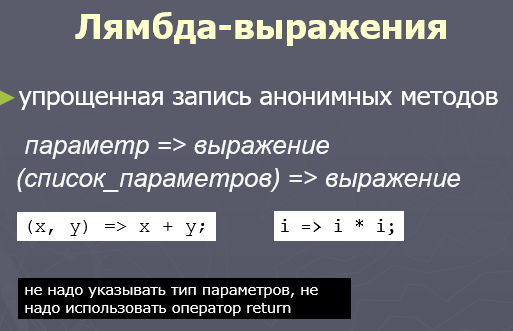 Лямбда-выражения
упрощенная запись анонимных методов
параметр => выражение
(список_параметров) => выражение
(x, y) => x + y;
i => i * i;
не надо указывать тип параметров, не
надо использовать оператор return